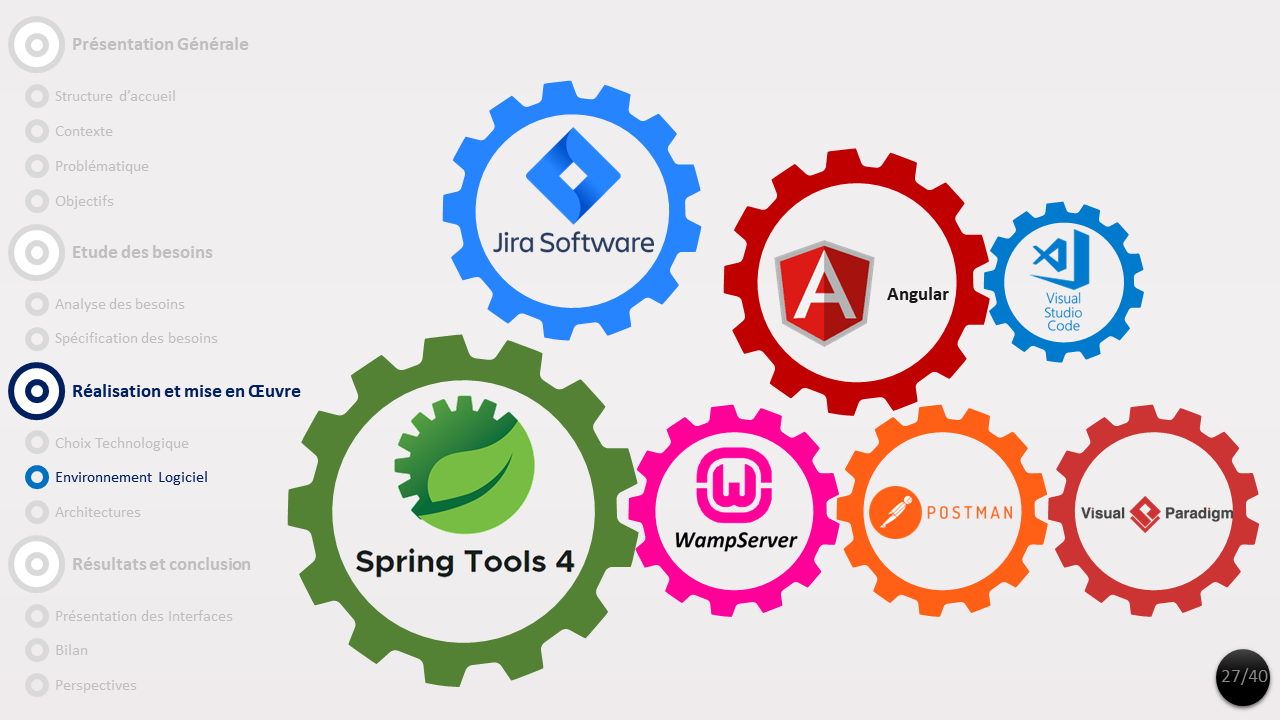 Présentation Générale
Structure d’accueil
Contexte
Problématique
Objectifs
Etude des besoins
Analyse des besoins
Spécification des besoins
Réalisation et mise en Œuvre
Choix Technologique
Environnement Logiciel
Architectures
Résultats et conclusion
Présentation des Interfaces
Bilan
Perspectives
Jira Software
Angular
Visual
Studio
Code
Spring Tools 4
WampServer
POSTMAN
Visual Paradigm
27/40